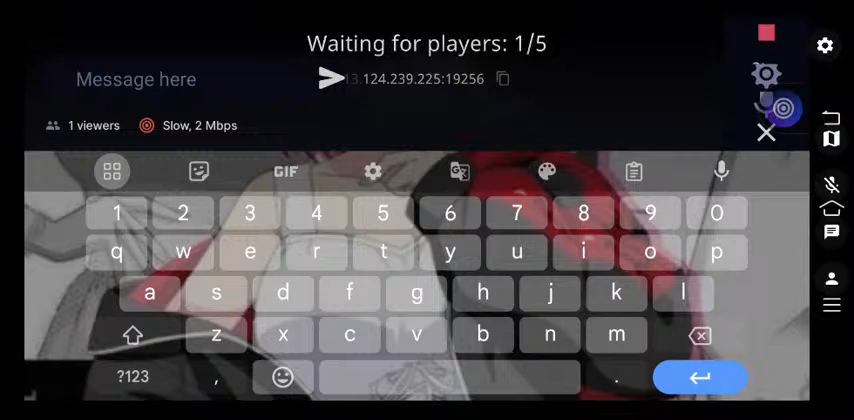 Waiting for players: 1/5
Message here
3.124.239.225:19256
1 viewers
Slow, 2 Mbps
GIF
1 2 3 4 5 6 7 8 9 0
q w e r t y u i o p
a s d f g h j k l
z x c v b n m
?123 , .